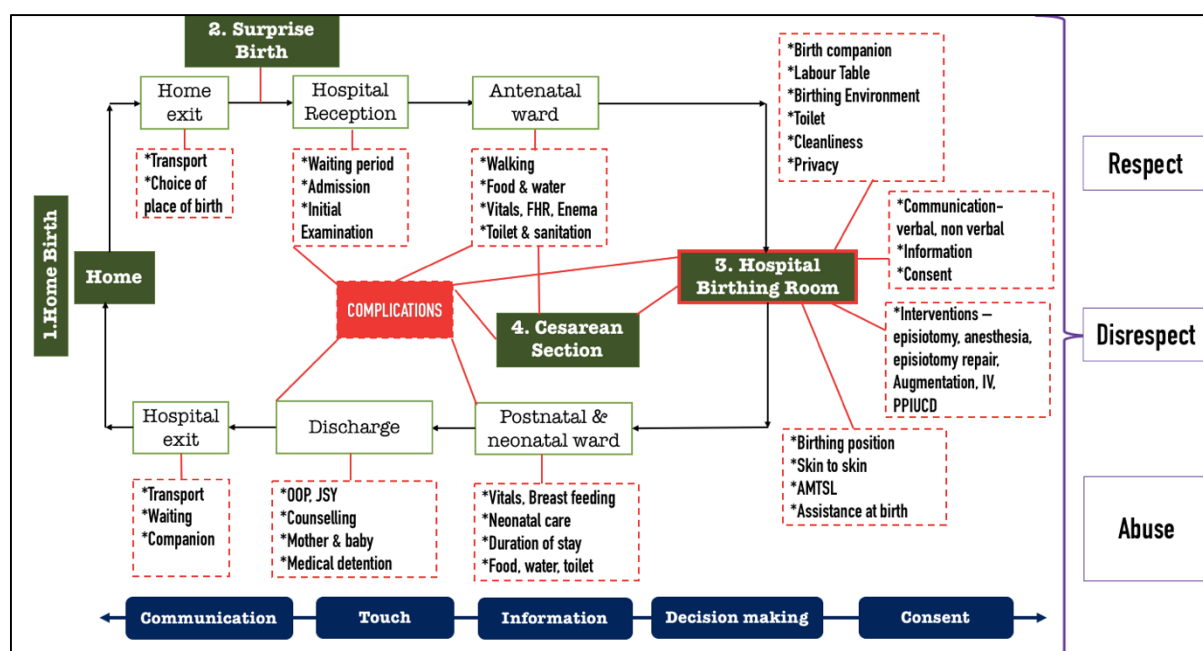 2. Surprise
Birth
Home
exit
Hospital
Reception
Antenatal
ward
*Birth companion
*Labour Table
*Birthing Environment
*Toilet
*Cleanliness
*Privacy
*Transport
*Choice of
place of birth
*Waiting period
*Admission
*Initial
Examination
*Walking
*Food & water
*Vitals, FHR, Enema
*Toilet & sanitation
Respect
*Communication–
verbal, non verbal
*Information
*Consent
1.Home Birth
Home
COMPLICATIONS
3. Hospital
Birthing Room
4. Cesarean
Section
*Interventions –
episiotomy, anesthesia,
episiotomy repair,
Augmentation, IV,
PPIUCD
Disrespect
Hospital
exit
Discharge
Postnatal &
neonatal ward
*Birthing position
*Skin to skin
*AMTSL
*Assistance at birth
*Transport
*Waiting
*Companion
*OOP, JSY
*Counselling
*Mother & baby
*Medical detention
*Vitals, Breast feeding
*Neonatal care
*Duration of stay
*Food, water, toilet
Abuse
Communication
Touch
Information
Decision making
Consent